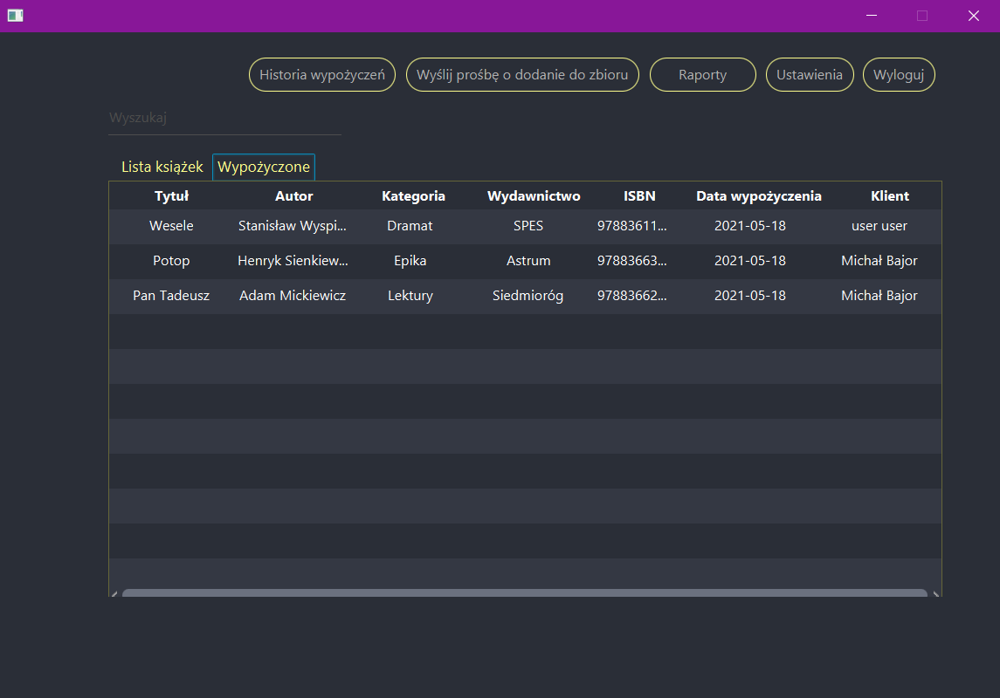 Historia wypożyczeń Wyślij prośbę o dodanie do zbioru Raporty Ustawienia Wyloguj
Wyszukaj
Lista książek Wypożyczone
Tytuł Autor Kategoria Wydawnictwo ISBN Data wypożyczenia Klient
Wesele Stanisław Wyspi... Dramat SPES 97883611... 2021-05-18 user user
Potop Henryk Sienkiew... Epika Astrum 97883663... 2021-05-18 Michał Bajor
Pan Tadeusz Adam Mickiewicz Lektury Siedmioróg 97883662... 2021-05-18 Michał Bajor